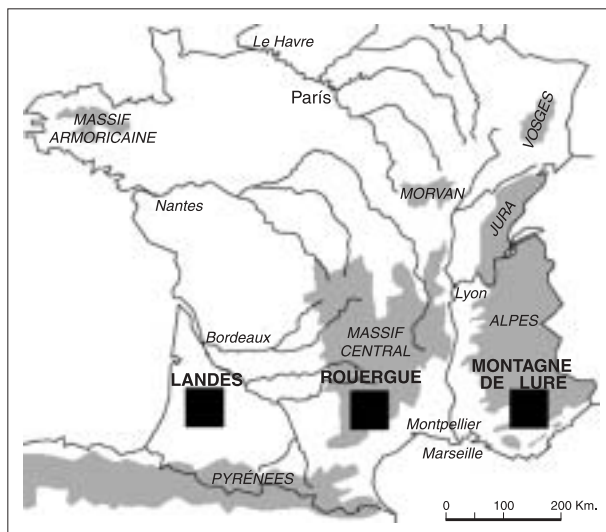 Le Havre
París
MASSIF
ARMORICAINE
VOSGES
MORVAN
Nantes
JURA
Lyon
ALPES
Bordeaux
MASSIF
CENTRAL
LANDES
ROUERGUE
MONTAGNE
DE LURE
Montpellier
Marseille
PYRÉNEES
0 100 200 Km.